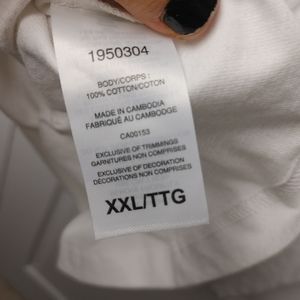 1950304
BODY/CORPS :
100% COTTON/COTON
MADE IN CAMBODIA
FABRIQUÉ AU CAMBODGE
CA00153
EXCLUSIVE OF TRIMMINGS
GARNITURES NON COMPRISES
EXCLUSIVE OF DECORATION
DÉCORATIONS NON COMPRISES
XXL/TTG